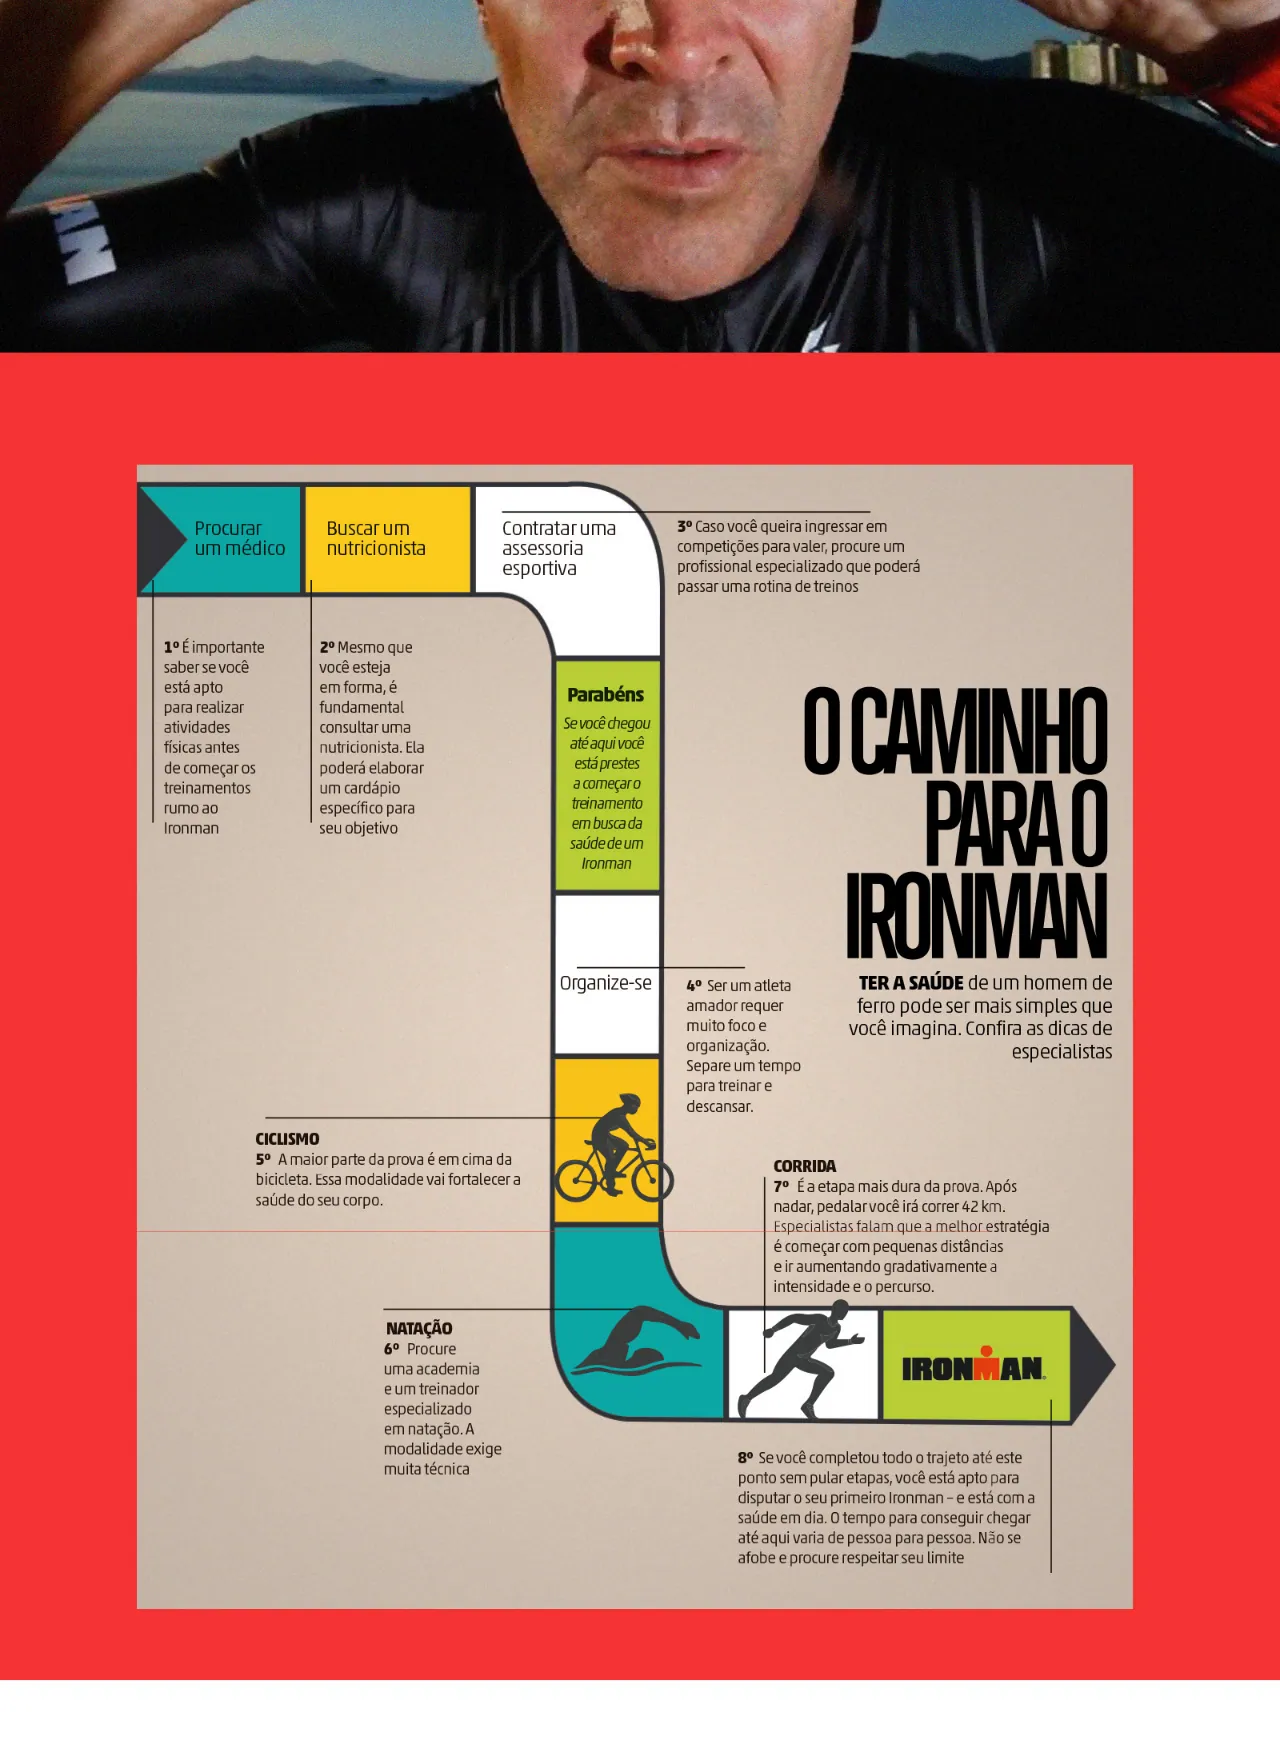 MAN
Procurar
um médico
Buscar um
nutricionista
Contratar uma
assessoria
esportiva
3º Caso você queira ingressar em
competições para valer, procure um
profissional especializado que poderá
passar uma rotina de treinos
1º É importante
saber se você
está apto
para realizar
atividades
físicas antes
de começar os
treinamentos
rumo ao
Ironman
2º Mesmo que
você esteja
em forma, é
fundamental
consultar uma
nutricionista. Ela
poderá elaborar
um cardápio
específico para
seu objetivo
Parabéns
Se você chegou
até aqui você
está prestes
a começar o
treinamento
em busca da
saúde de um
Ironman
O CAMINHO
PARA O
IRONMAN
TER A SAÚDE de um homem de
ferro pode ser mais simples que
você imagina. Confira as dicas de
especialistas
Organize-se
4º Ser um atleta
amador requer
muito foco e
organização.
Separe um tempo
para treinar e
descansar.
CICLISMO
5º A maior parte da prova é em cima da
bicicleta. Essa modalidade vai fortalecer a
saúde do seu corpo.
NATAÇÃO
6º Procure
uma academia
e um treinador
especializado
em natação. A
modalidade exige
muita técnica
CORRIDA
7º É a etapa mais dura da prova. Após
nadar, pedalar você irá correr 42 km.
Especialistas falam que a melhor estratégia
é começar com pequenas distâncias
e ir aumentando gradativamente a
intensidade e o percurso.
IRONMAN
8º Se você completou todo o trajeto até este
ponto sem pular etapas, você está apto para
disputar o seu primeiro Ironman – e está com a
saúde em dia. O tempo para conseguir chegar
até aqui varia de pessoa para pessoa. Não se
afobe e procure respeitar seu limite